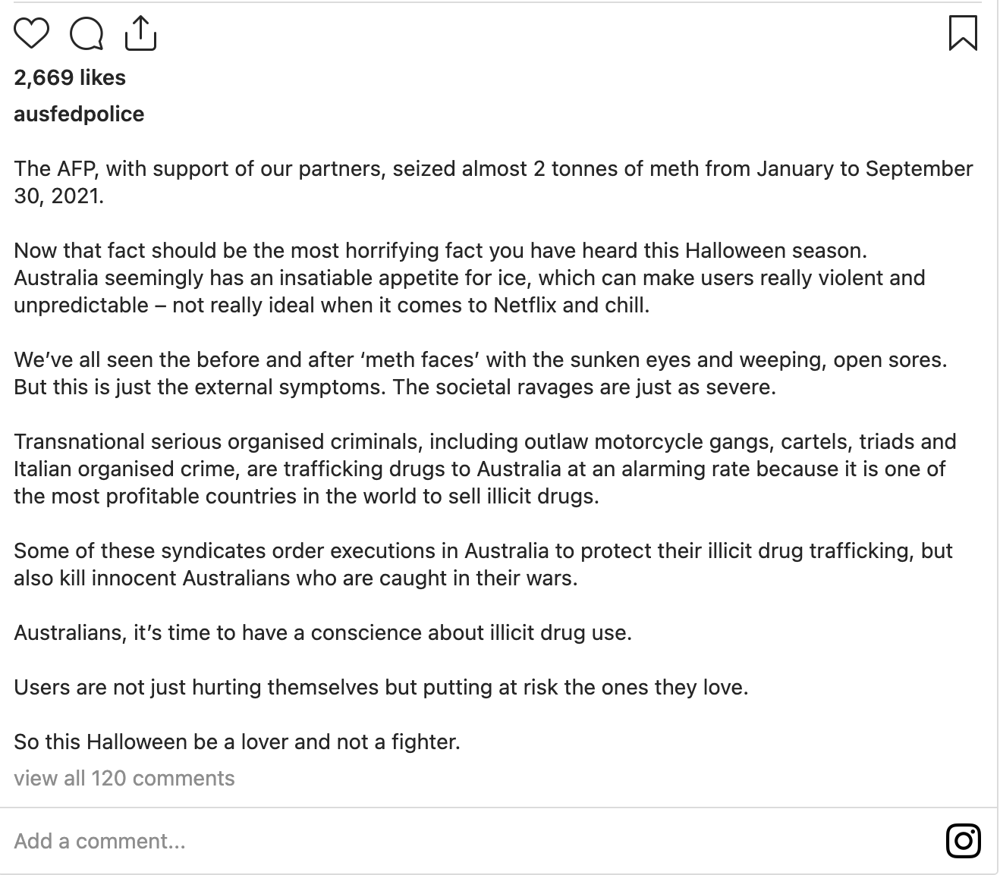 2,669 likes
ausfedpolice
The AFP, with support of our partners, seized almost 2 tonnes of meth from January to September
30, 2021.
Now that fact should be the most horrifying fact you have heard this Halloween season.
Australia seemingly has an insatiable appetite for ice, which can make users really violent and
unpredictable – not really ideal when it comes to Netflix and chill.
We’ve all seen the before and after ‘meth faces’ with the sunken eyes and weeping, open sores.
But this is just the external symptoms. The societal ravages are just as severe.
Transnational serious organised criminals, including outlaw motorcycle gangs, cartels, triads and
Italian organised crime, are trafficking drugs to Australia at an alarming rate because it is one of
the most profitable countries in the world to sell illicit drugs.
Some of these syndicates order executions in Australia to protect their illicit drug trafficking, but
also kill innocent Australians who are caught in their wars.
Australians, it’s time to have a conscience about illicit drug use.
Users are not just hurting themselves but putting at risk the ones they love.
So this Halloween be a lover and not a fighter.
view all 120 comments
Add a comment...